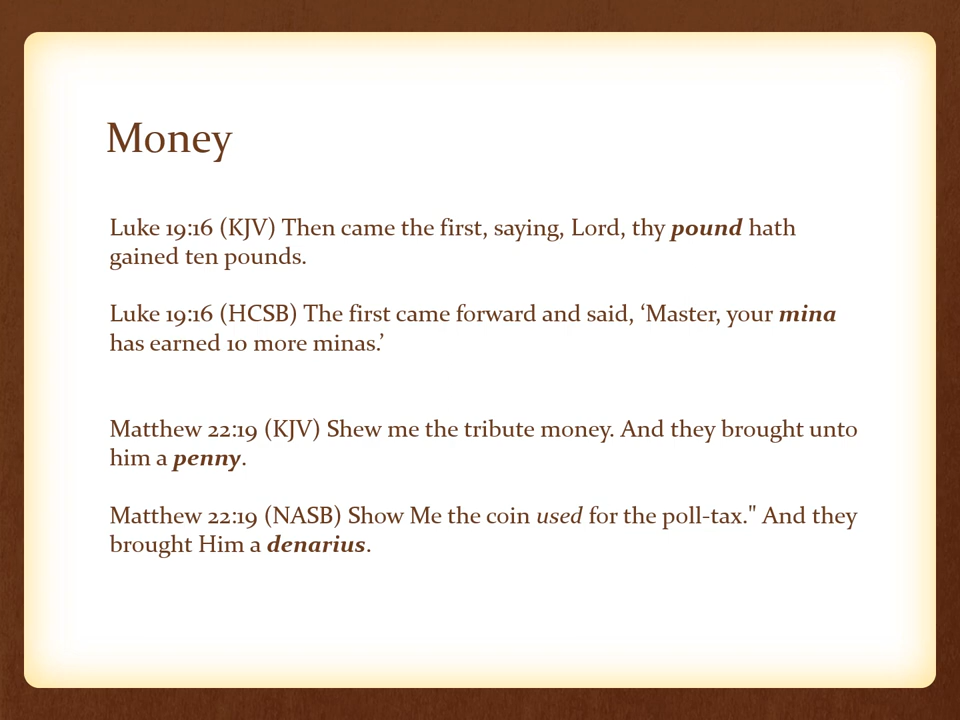 Money
Luke 19:16 (KJV) Then came the first, saying, Lord, thy pound hath
gained ten pounds.
Luke 19:16 (HCSB) The first came forward and said, ‘Master, your mina
has earned 10 more minas.’
Matthew 22:19 (KJV) Shew me the tribute money. And they brought unto
him a penny.
Matthew 22:19 (NASB) Show Me the coin used for the poll-tax." And they
brought Him a denarius.